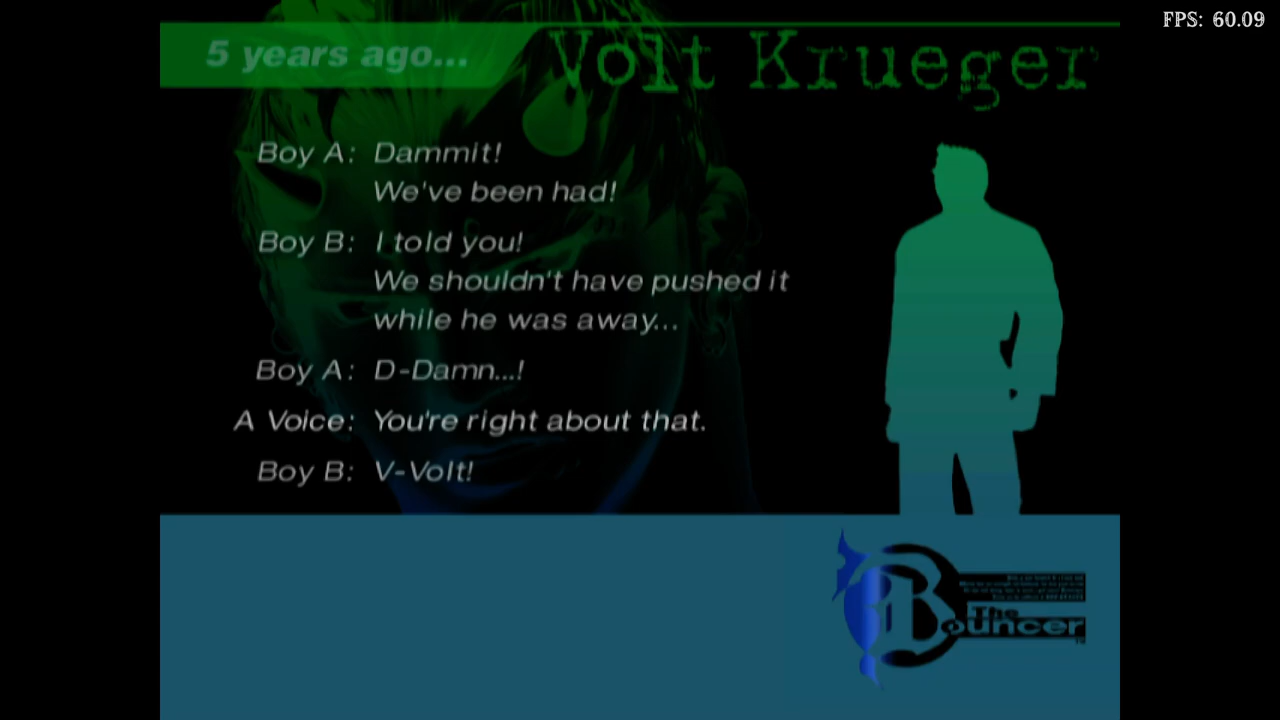 FPS: 60.09
5 years ago...
Volt Krueger
Boy A: Dammit!
We've been had!
Boy B: I told you!
We shouldn't have pushed it
while he was away...
Boy A: D-Damn...!
A Voice: You're right about that.
Boy B: V-Volt!
The
Bouncer